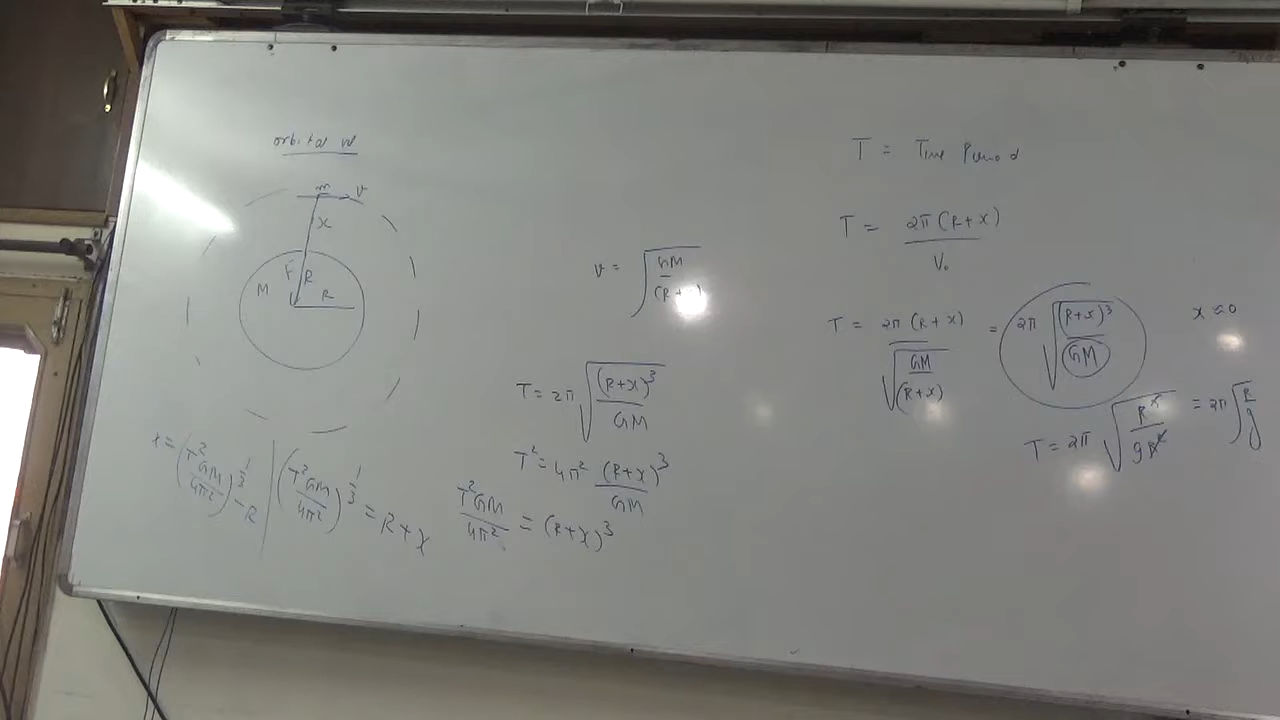 orbital vel
m v
x
F R
M R
v = √(GM/(R+x))
T = 2π √((R+x)³/GM)
T² = 4π² (R+x)³/GM
T²GM/4π² = (R+x)³
(T²GM/4π²)^(1/3) = R+x
x = (T²GM/4π²)^(1/3) - R
T = Time Period
T = 2π(R+x)/V₀
T = 2π(R+x)/√(GM/(R+x)) = 2π √((R+x)³/GM) x≈0
T = 2π √(R³/gR²) = 2π √(R/g)